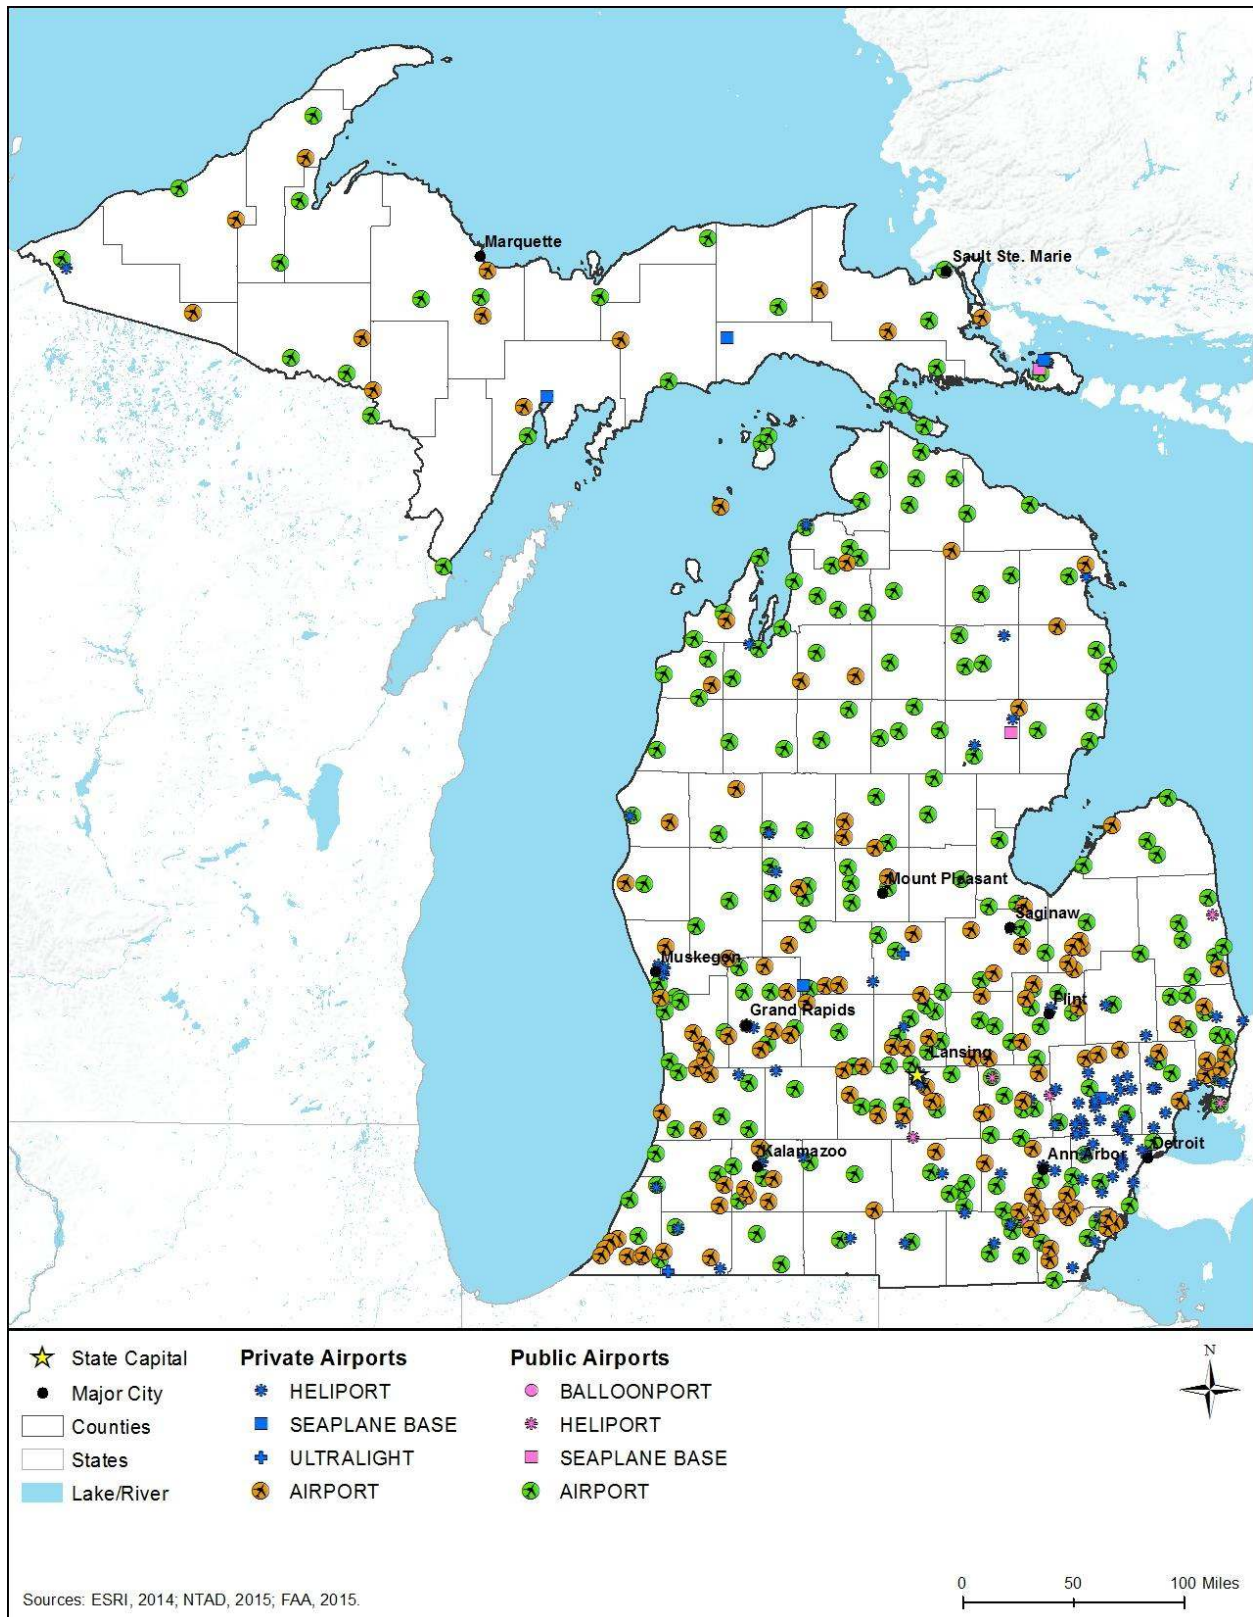 Marquette
Sault Ste. Marie
Mount Pleasant
Saginaw
Muskegon
Flint
Grand Rapids
Lansing
Kalamazoo
Ann Arbor
Detroit
State Capital
Major City
Counties
States
Lake/River
Private Airports
HELIPORT
SEAPLANE BASE
ULTRALIGHT
AIRPORT
Public Airports
BALLOONPORT
HELIPORT
SEAPLANE BASE
AIRPORT
N
0 50 100 Miles
Sources: ESRI, 2014; NTAD, 2015; FAA, 2015.